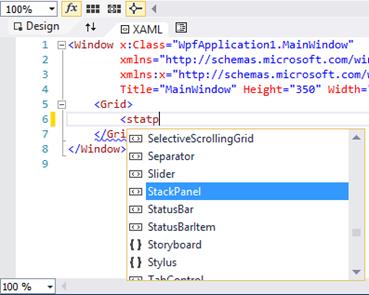 100%
fx
Design
XAML
1 <Window x:Class="WpfApplication1.MainWindow"
2 xmlns="http://schemas.microsoft.com/wi
3 xmlns:x="http://schemas.microsoft.com/
4 Title="MainWindow" Height="350" Width=
5 <Grid>
6 <statp
7 </Gri
8 </Window>
9
SelectiveScrollingGrid
Separator
Slider
StackPanel
StatusBar
StatusBarItem
{} Storyboard
{} Stylus
TabControl
100 %